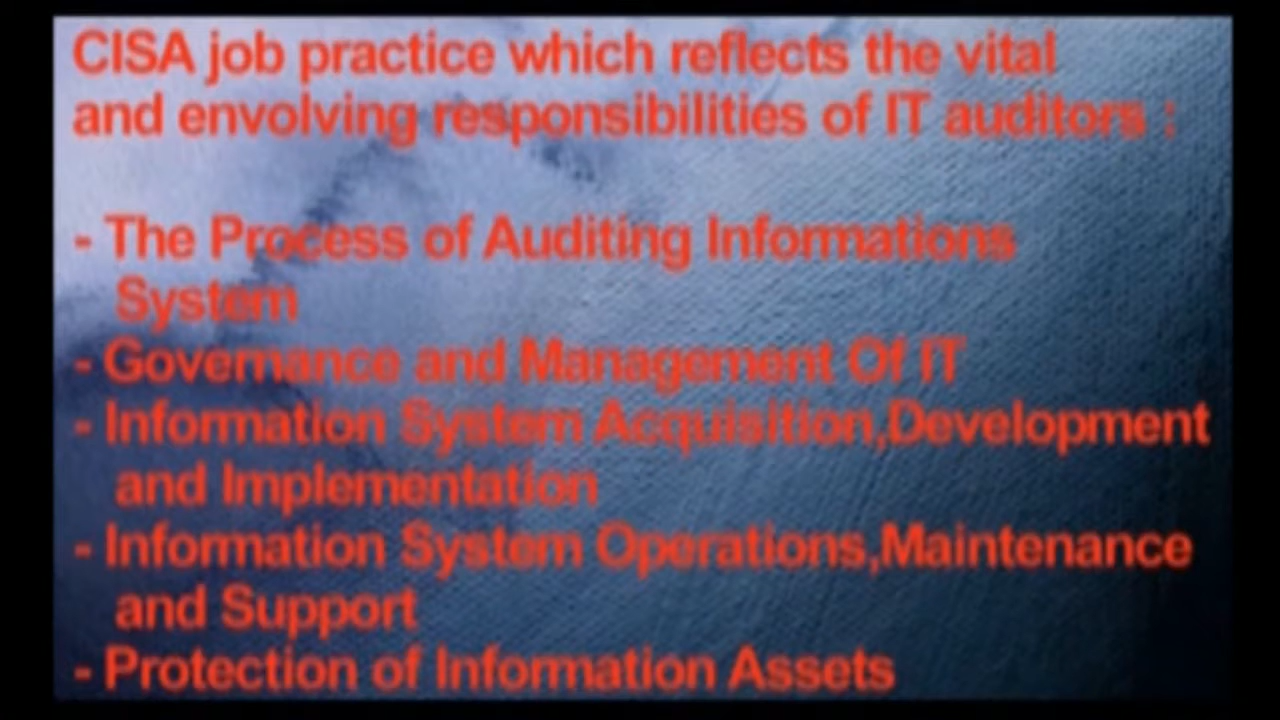 CISA job practice which reflects the vital
and envolving responsibilities of IT auditors :
- The Process of Auditing Informations
System
- Governance and Management Of IT
- Information System Acquisition,Development
and Implementation
- Information System Operations,Maintenance
and Support
- Protection of Information Assets